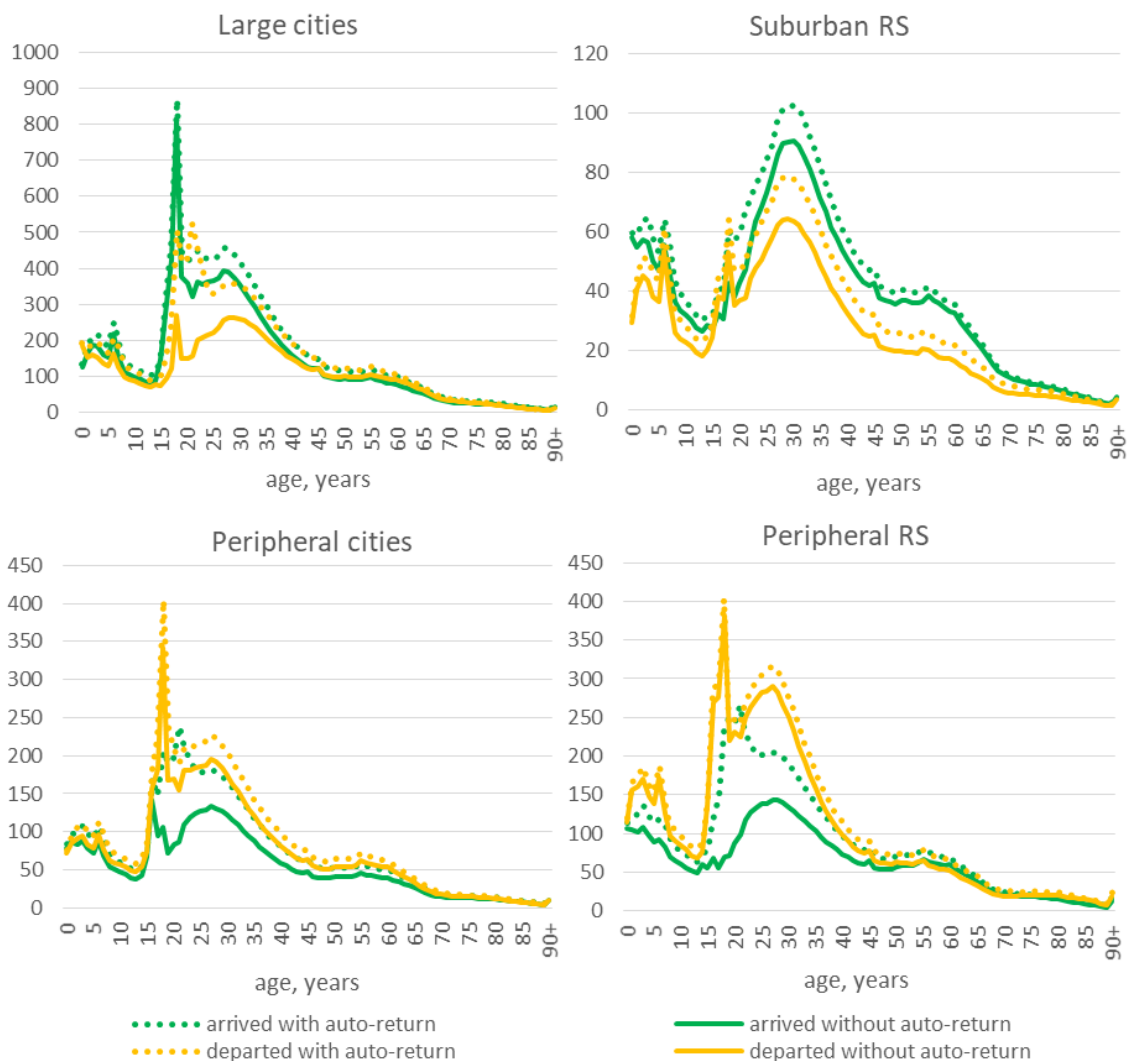 Large cities
1000
900
800
700
600
500
400
300
200
100
0
0 5 10 15 20 25 30 35 40 45 50 55 60 65 70 75 80 85 90+
age, years
Suburban RS
120
100
80
60
40
20
0
0 5 10 15 20 25 30 35 40 45 50 55 60 65 70 75 80 85 90+
age, years
Peripheral cities
450
400
350
300
250
200
150
100
50
0
0 5 10 15 20 25 30 35 40 45 50 55 60 65 70 75 80 85 90+
age, years
Peripheral RS
450
400
350
300
250
200
150
100
50
0
0 5 10 15 20 25 30 35 40 45 50 55 60 65 70 75 80 85 90+
age, years
arrived with auto-return
arrived without auto-return
departed with auto-return
departed without auto-return